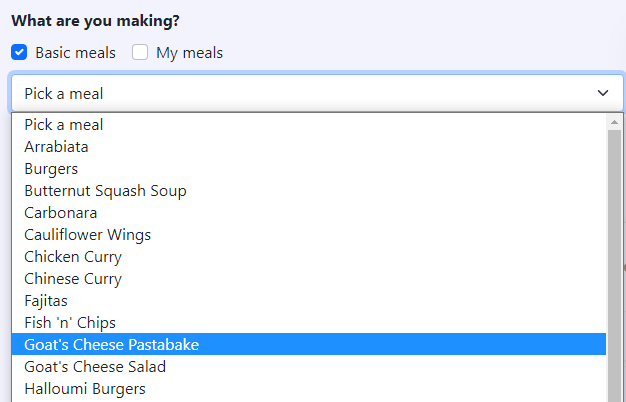 What are you making?
Basic meals My meals
Pick a meal
Pick a meal
Arrabiata
Burgers
Butternut Squash Soup
Carbonara
Cauliflower Wings
Chicken Curry
Chinese Curry
Fajitas
Fish 'n' Chips
Goat's Cheese Pastabake
Goat's Cheese Salad
Halloumi Burgers